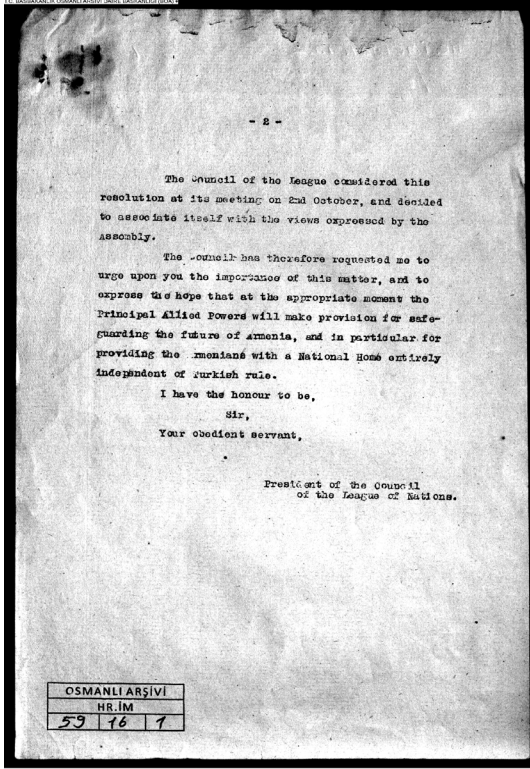 T.C. BAŞBAKANLIK OSMANLI ARŞİVİ DAİRE BAŞKANLIĞI (BOA)
- 2 -
The Council of the League considered this
resolution at its meeting on 2nd October, and decided
to associate itself with the views expressed by the
Assembly.
The Council has therefore requested me to
urge upon you the importance of this matter, and to
express the hope that at the appropriate moment the
Principal Allied Powers will make provision for safe-
guarding the future of Armenia, and in particular for
providing the Armenians with a National Home entirely
independent of Turkish rule.
I have the honour to be,
Sir,
Your obedient servant,
President of the Council
of the League of Nations.
OSMANLI ARŞİVİ
HR.İM
59 16 1